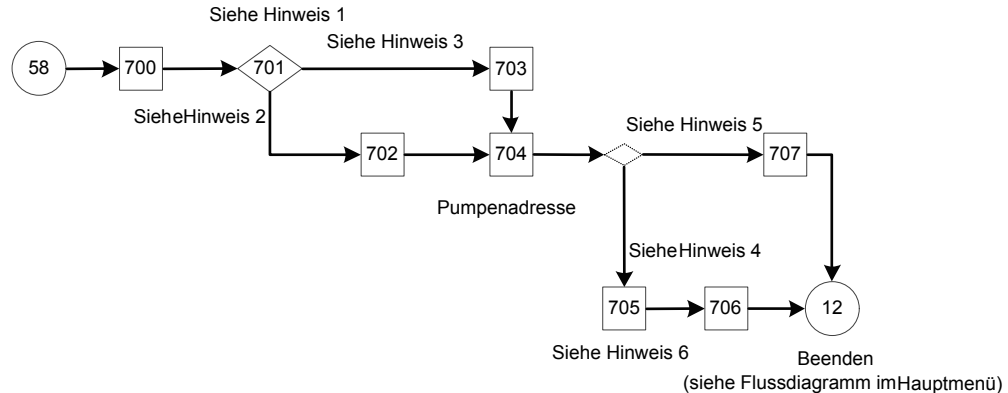 Siehe Hinweis 1
Siehe Hinweis 3
58
700
701
703
SieheHinweis 2
Siehe Hinweis 5
702
704
707
Pumpenadresse
SieheHinweis 4
705
706
12
Siehe Hinweis 6
Beenden
(siehe Flussdiagramm imHauptmenü)